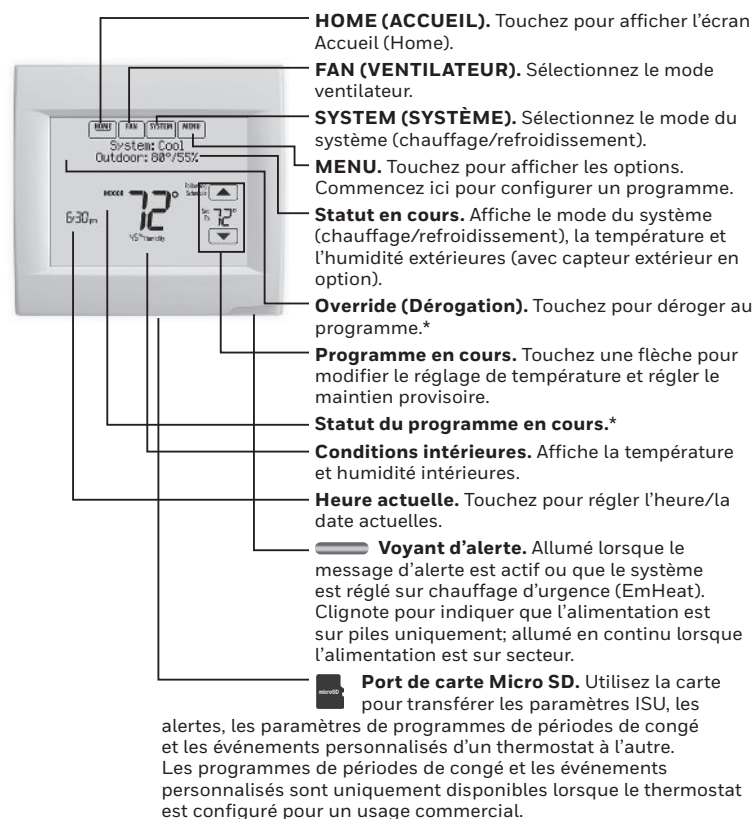 HOME (ACCUEIL). Touchez pour afficher l'écran
Accueil (Home).
FAN (VENTILATEUR). Sélectionnez le mode
ventilateur.
SYSTEM (SYSTÈME). Sélectionnez le mode du
système (chauffage/refroidissement).
MENU. Touchez pour afficher les options.
Commencez ici pour configurer un programme.
Statut en cours. Affiche le mode du système
(chauffage/refroidissement), la température et
l'humidité extérieures (avec capteur extérieur en
option).
Override (Dérogation). Touchez pour déroger au
programme.*
Programme en cours. Touchez une flèche pour
modifier le réglage de température et régler le
maintien provisoire.
Statut du programme en cours.*
Conditions intérieures. Affiche la température
et humidité intérieures.
Heure actuelle. Touchez pour régler l'heure/la
date actuelles.
Voyant d'alerte. Allumé lorsque le
message d'alerte est actif ou que le système
est réglé sur chauffage d'urgence (EmHeat).
Clignote pour indiquer que l'alimentation est
sur piles uniquement; allumé en continu lorsque
l'alimentation est sur secteur.
microSD
Port de carte Micro SD. Utilisez la carte
pour transférer les paramètres ISU, les
alertes, les paramètres de programmes de périodes de congé
et les événements personnalisés d'un thermostat à l'autre.
Les programmes de périodes de congé et les événements
personnalisés sont uniquement disponibles lorsque le thermostat
est configuré pour un usage commercial.
HOME FAN SYSTEM MENU
System: Cool
Outdoor: 80°/55%
INDOOR 72°
Following
Schedule
Set
To 72°
6:30pm
45% Humidity